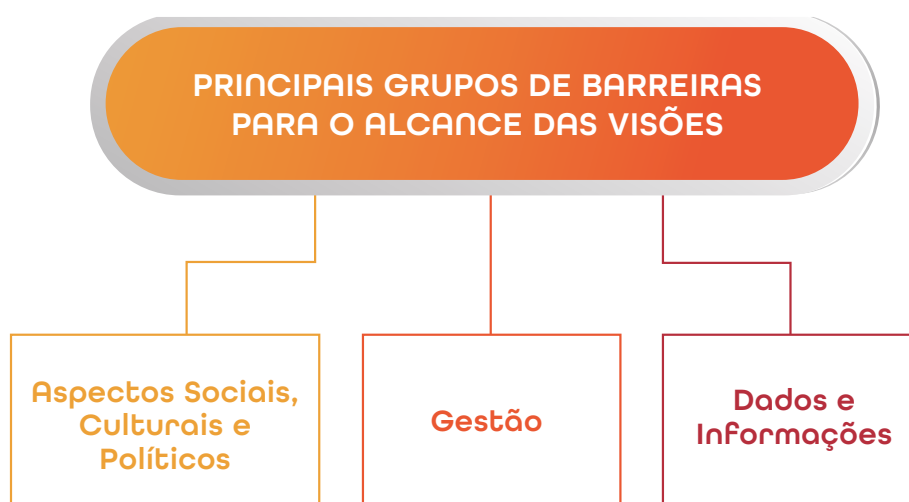 PRINCIPAIS GRUPOS DE BARREIRAS
PARA O ALCANCE DAS VISÕES
Aspectos Sociais,
Culturais e
Políticos
Gestão
Dados e
Informações